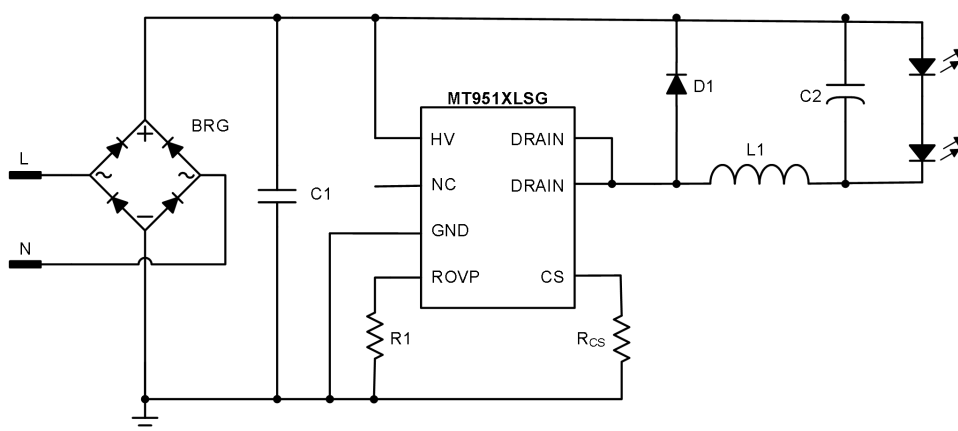 MT951XLSG
BRG
D1
C2
L
+
HV
DRAIN
L1
~
~
NC
DRAIN
C1
−
GND
N
ROVP
CS
R1
RCS